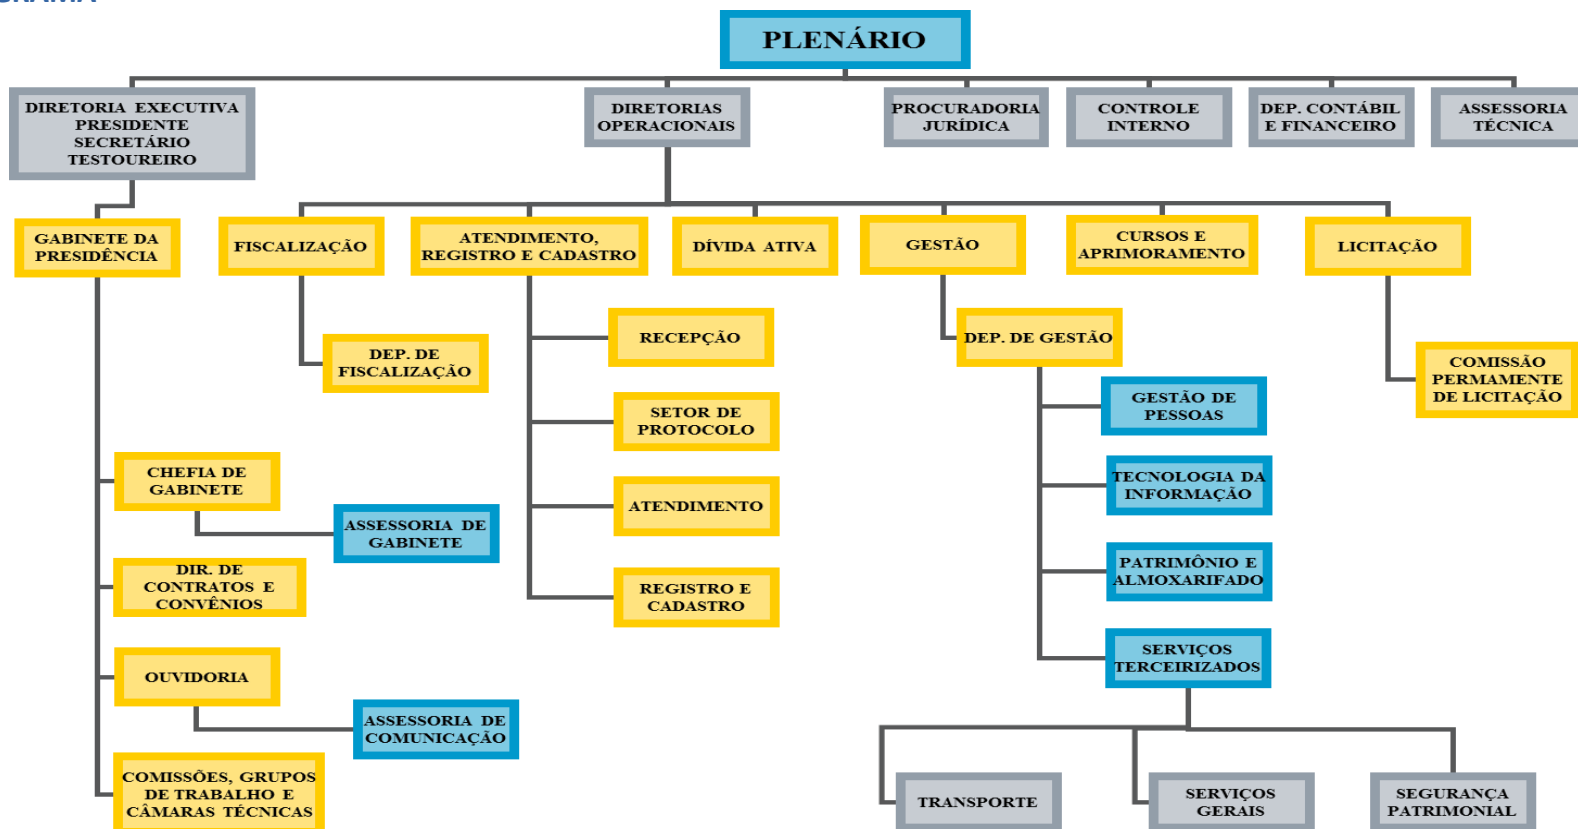 PLENÁRIO
DIRETORIA EXECUTIVA
PRESIDENTE
SECRETÁRIO
TESTOUREIRO
DIRETORIAS
OPERACIONAIS
PROCURADORIA
JURÍDICA
CONTROLE
INTERNO
DEP. CONTÁBIL
E FINANCEIRO
ASSESSORIA
TÉCNICA
GABINETE DA
PRESIDÊNCIA
FISCALIZAÇÃO
ATENDIMENTO,
REGISTRO E CADASTRO
DÍVIDA ATIVA
GESTÃO
CURSOS E
APRIMORAMENTO
LICITAÇÃO
DEP. DE
FISCALIZAÇÃO
RECEPÇÃO
SETOR DE
PROTOCOLO
ATENDIMENTO
REGISTRO E
CADASTRO
DEP. DE GESTÃO
GESTÃO DE
PESSOAS
TECNOLOGIA DA
INFORMAÇÃO
PATRIMÔNIO E
ALMOXARIFADO
SERVIÇOS
TERCEIRIZADOS
COMISSÃO
PERMAMENTE
DE LICITAÇÃO
CHEFIA DE
GABINETE
ASSESSORIA DE
GABINETE
DIR. DE
CONTRATOS E
CONVÊNIOS
OUVIDORIA
ASSESSORIA DE
COMUNICAÇÃO
COMISSÕES, GRUPOS
DE TRABALHO E
CÂMARAS TÉCNICAS
TRANSPORTE
SERVIÇOS
GERAIS
SEGURANÇA
PATRIMONIAL